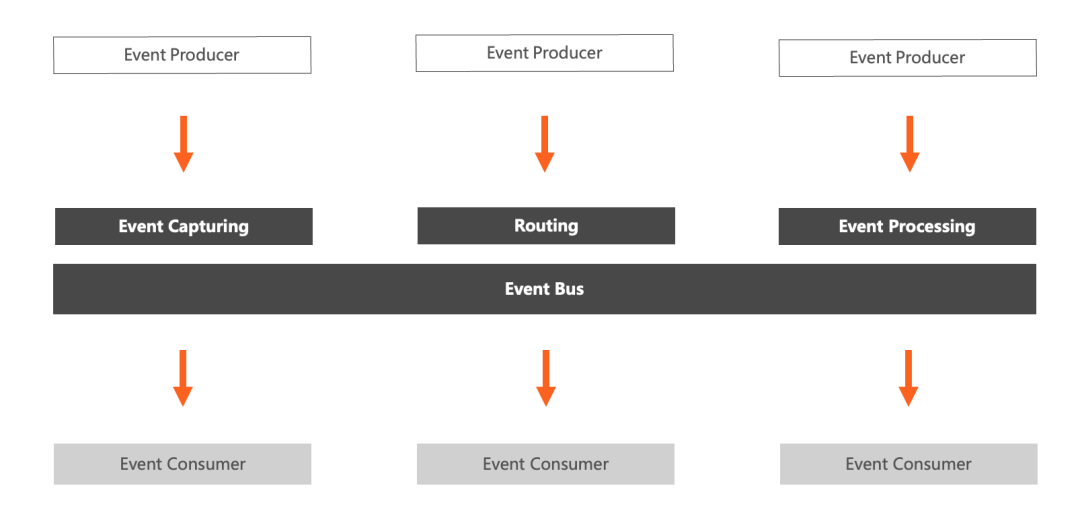 Event Producer
Event Producer
Event Producer
Event Capturing
Routing
Event Processing
Event Bus
Event Consumer
Event Consumer
Event Consumer